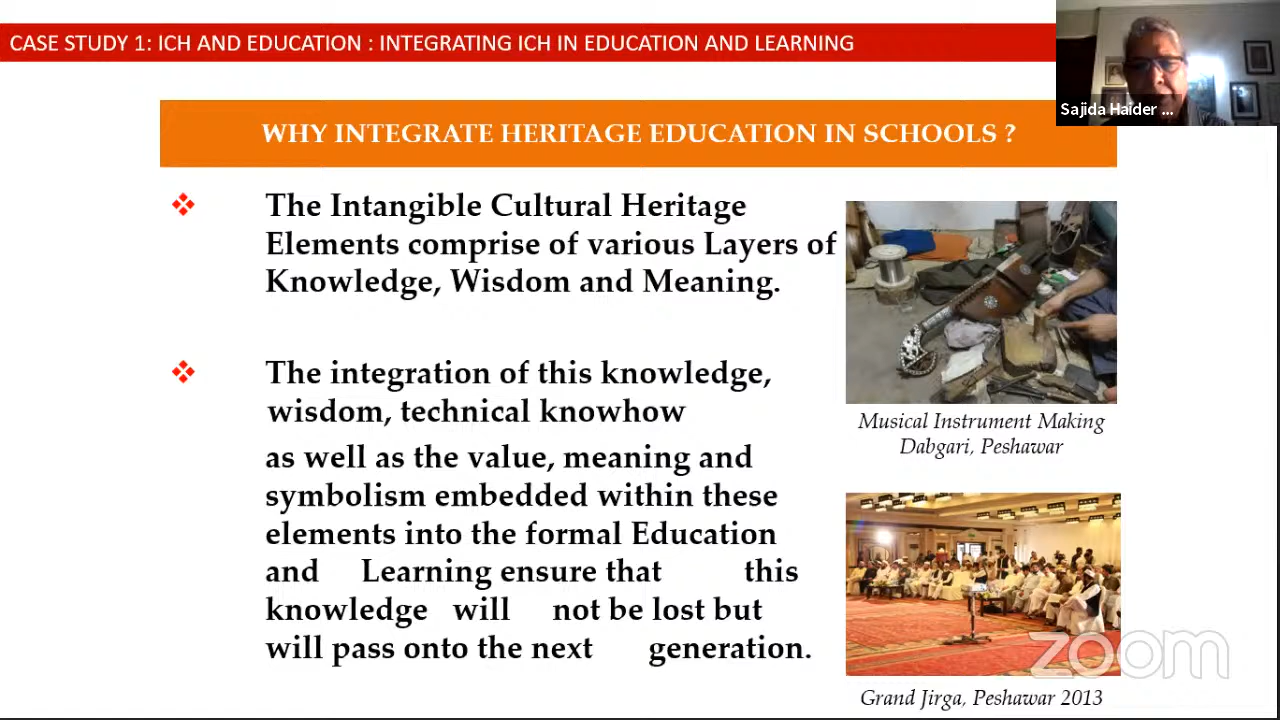 CASE STUDY 1: ICH AND EDUCATION : INTEGRATING ICH IN EDUCATION AND LEARNING
Sajida Haider ...
WHY INTEGRATE HERITAGE EDUCATION IN SCHOOLS ?
The Intangible Cultural Heritage
Elements comprise of various Layers of
Knowledge, Wisdom and Meaning.
The integration of this knowledge,
wisdom, technical knowhow
as well as the value, meaning and
symbolism embedded within these
elements into the formal Education
and Learning ensure that this
knowledge will not be lost but
will pass onto the next generation.
Musical Instrument Making
Dabgari, Peshawar
zoom
Grand Jirga, Peshawar 2013